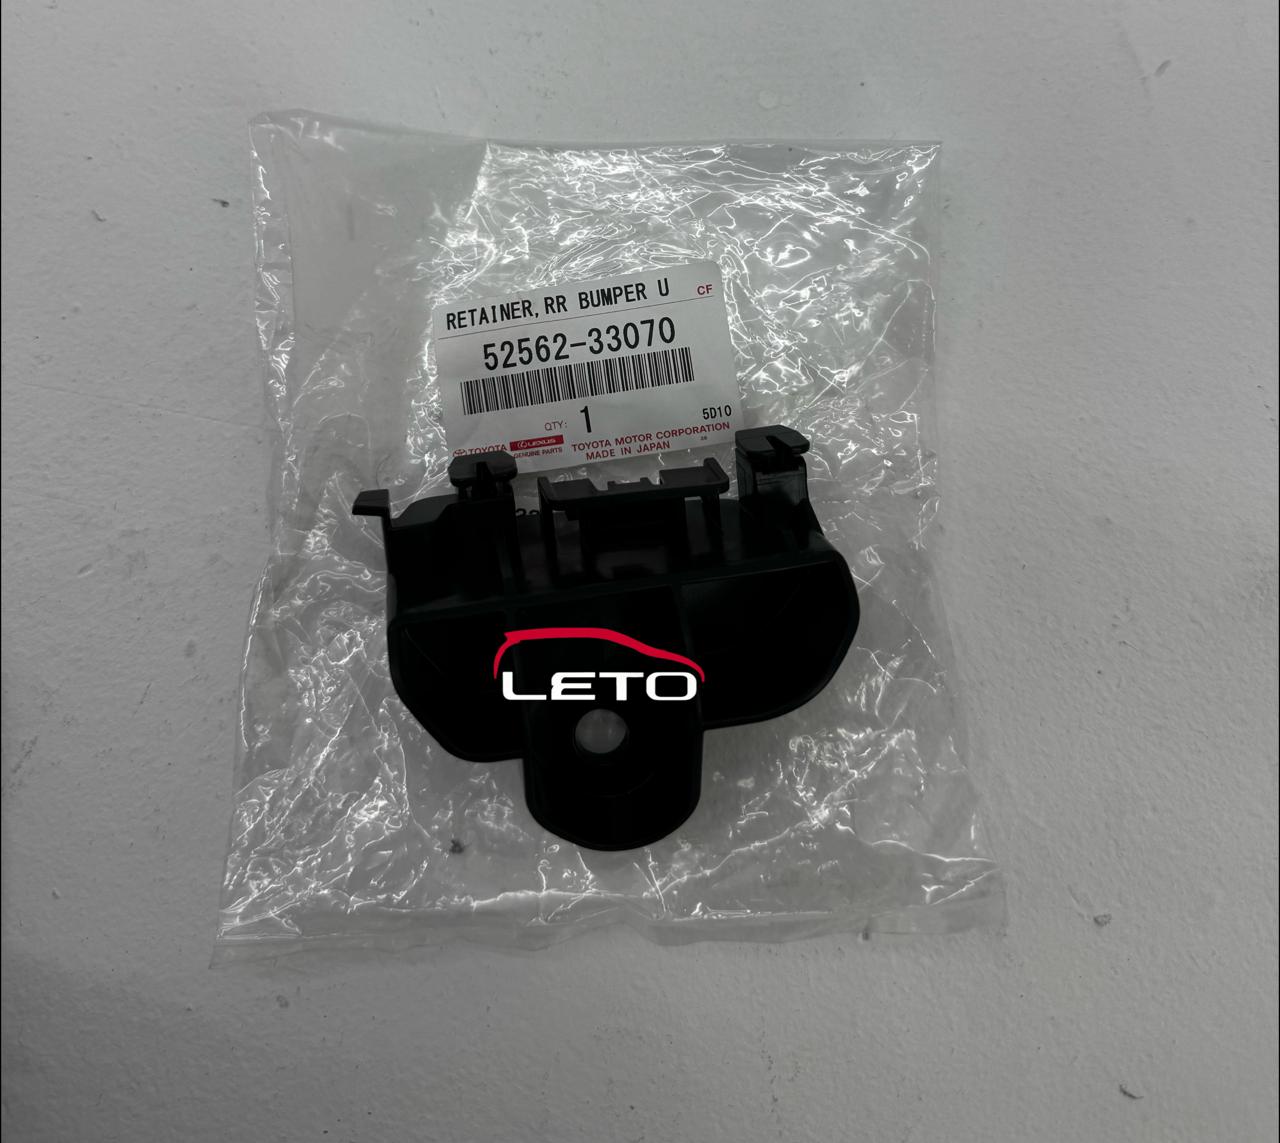 RETAINER,RR BUMPER U CF
52562-33070
QTY: 1 5D10
TOYOTA LEXUS TOYOTA MOTOR CORPORATION
GENUINE PARTS MADE IN JAPAN
LETO